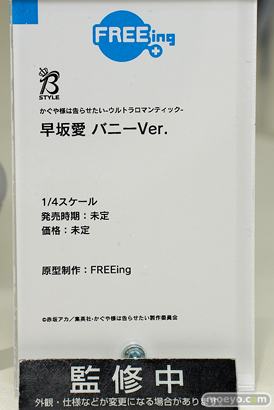 FREEing
B
STYLE
かぐや様は告らせたい-ウルトラロマンティック-
早坂愛 バニーVer.
1/4スケール
発売時期：未定
価格：未定
原型制作：FREEing
©赤坂アカ／集英社・かぐや様は告らせたい製作委員会
監修中
外観・仕様などが変更になる場合があります
moeyo.com